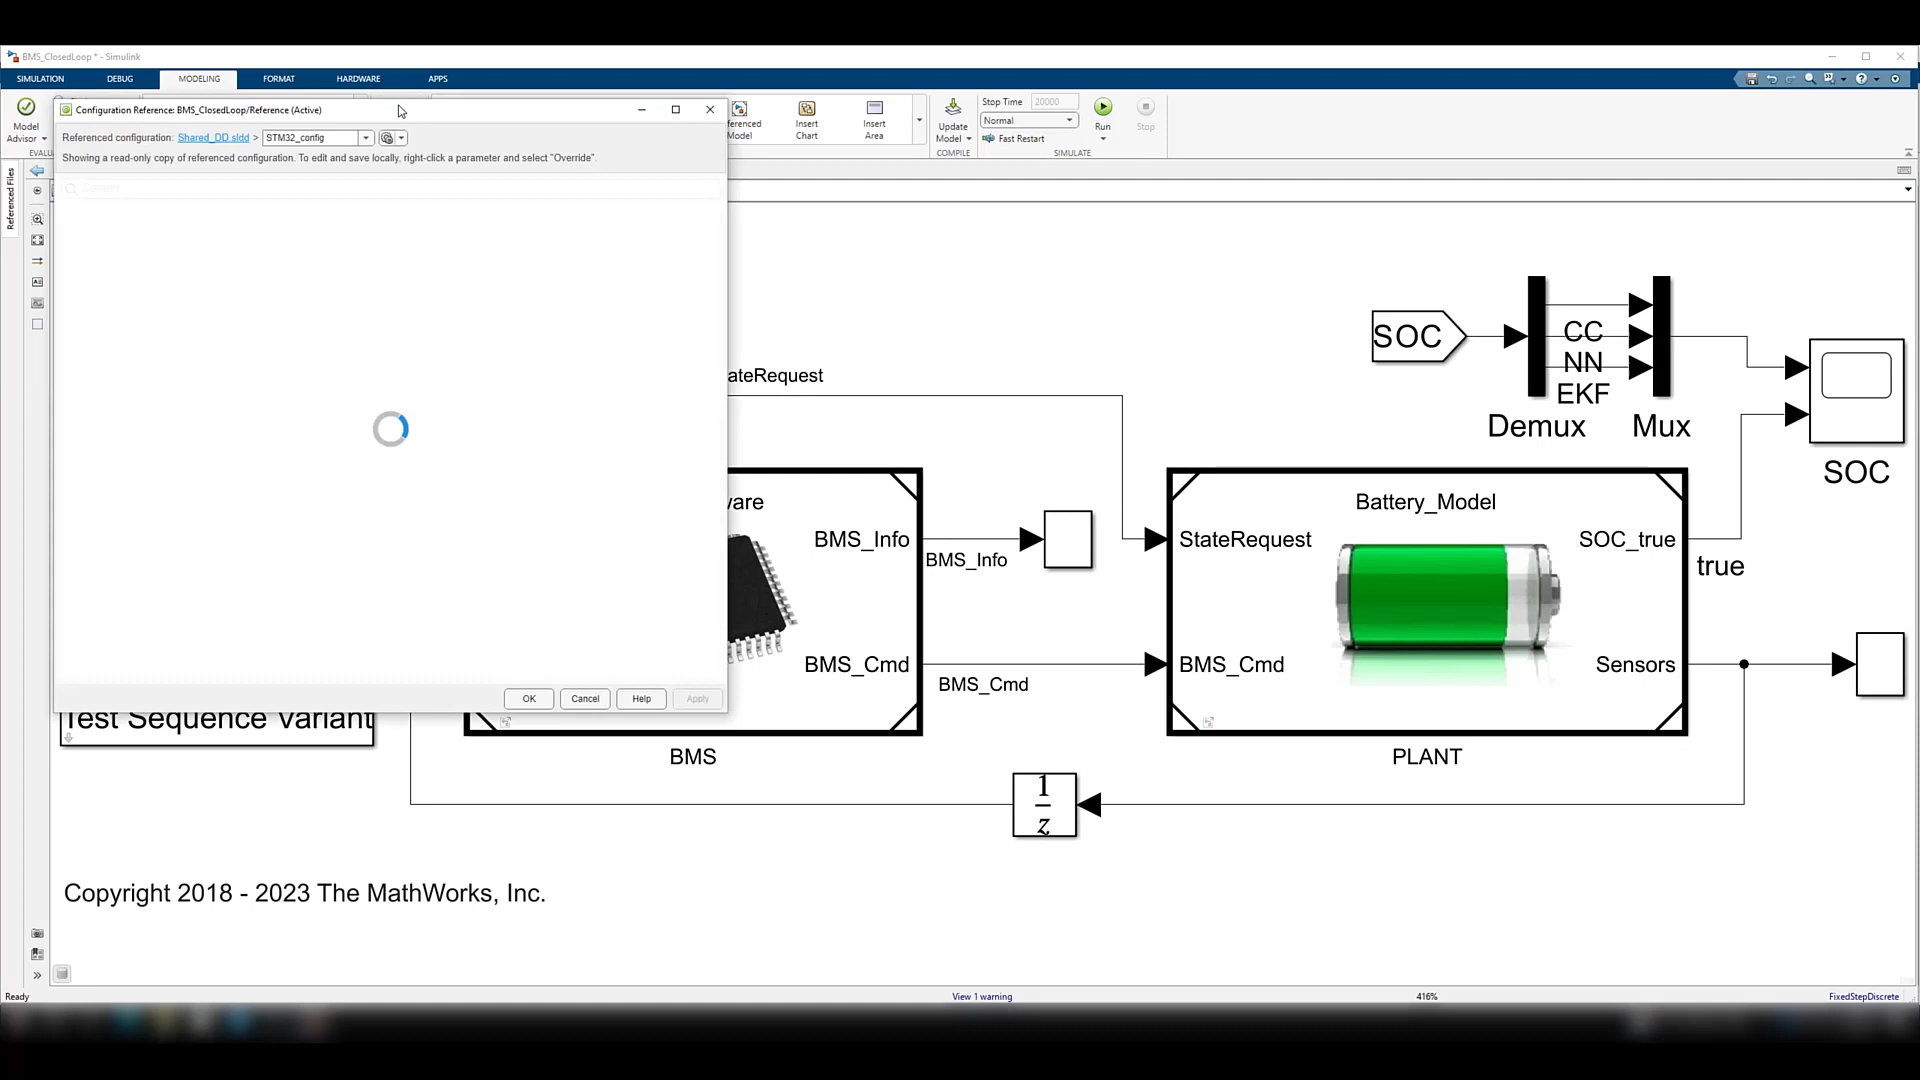 BMS_ClosedLoop * - Simulink
SIMULATION DEBUG MODELING FORMAT HARDWARE APPS
Configuration Reference: BMS_ClosedLoop/Reference (Active)
Referenced configuration: Shared_DD.sldd > STM32_config
Showing a read-only copy of referenced configuration. To edit and save locally, right-click a parameter and select "Override".
Model
Advisor
Model
Insert
Chart
Insert
Area
Update
Model
COMPILE
Stop Time 20000
Normal
Fast Restart
Run
Stop
SIMULATE
Referenced Files
OK Cancel Help Apply
SOC
CC
NN
EKF
Demux
Mux
SOC
ateRequest
BMS_Info
BMS_Info
BMS_Cmd
BMS_Cmd
BMS
Battery_Model
StateRequest
SOC_true
true
BMS_Cmd
Sensors
PLANT
Test Sequence Variant
1
z
Copyright 2018 - 2023 The MathWorks, Inc.
Ready
View 1 warning
416%
FixedStepDiscrete